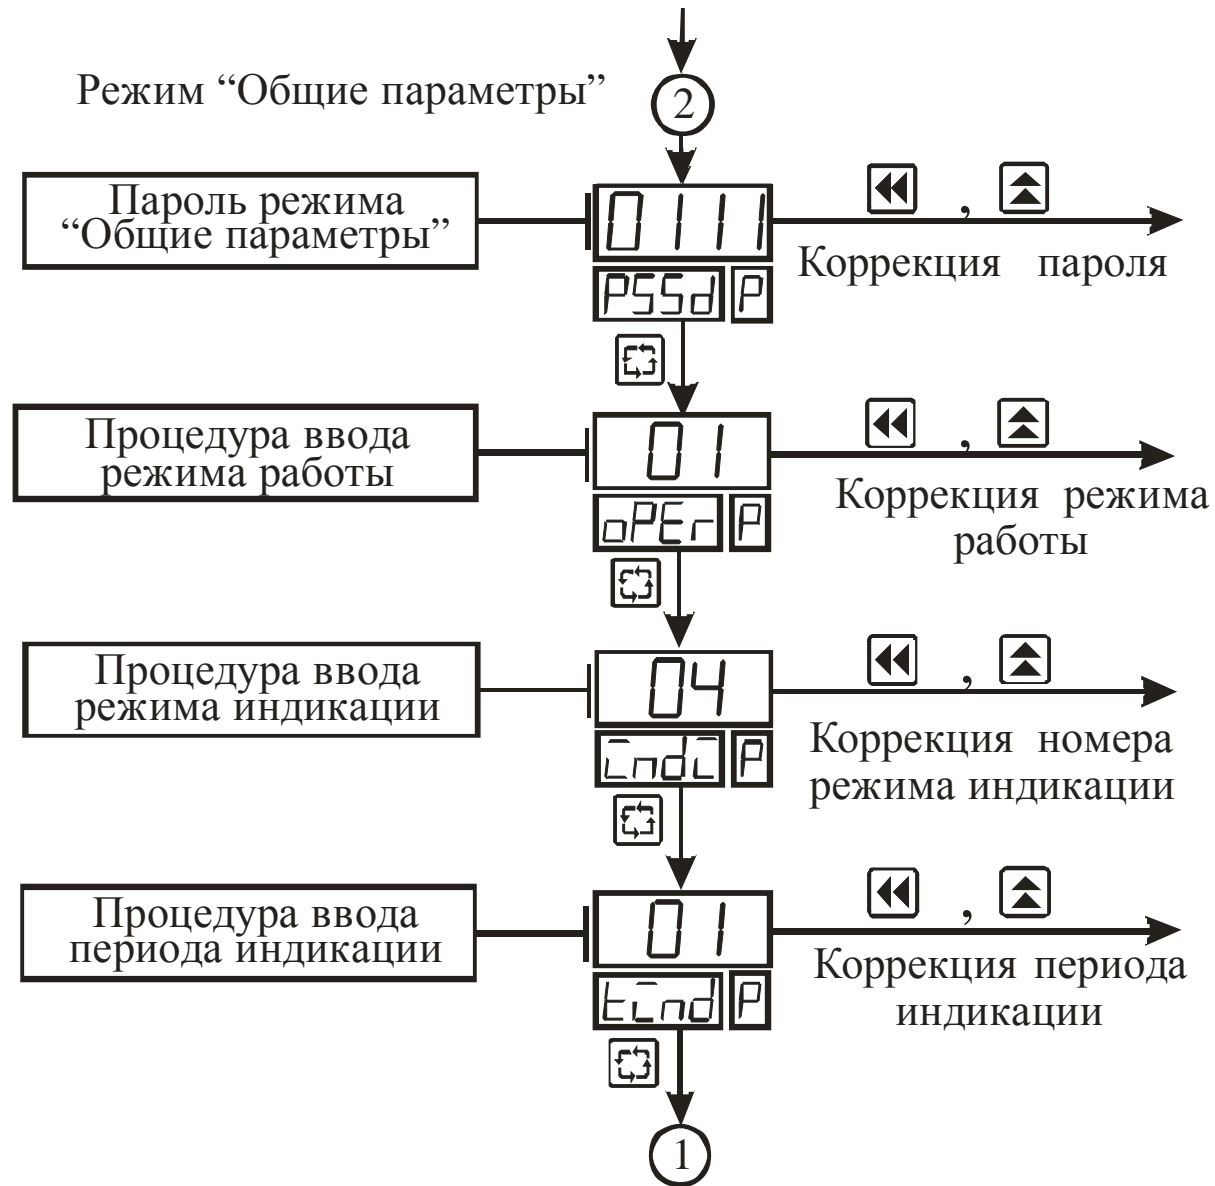 Режим “Общие параметры”
2
Пароль режима
“Общие параметры”
0111
,
Коррекция пароля
PSSd P
Процедура ввода
режима работы
01
,
Коррекция режима
работы
oPEr P
Процедура ввода
режима индикации
04
,
Коррекция номера
режима индикации
indi P
Процедура ввода
периода индикации
01
,
Коррекция периода
индикации
tind P
1